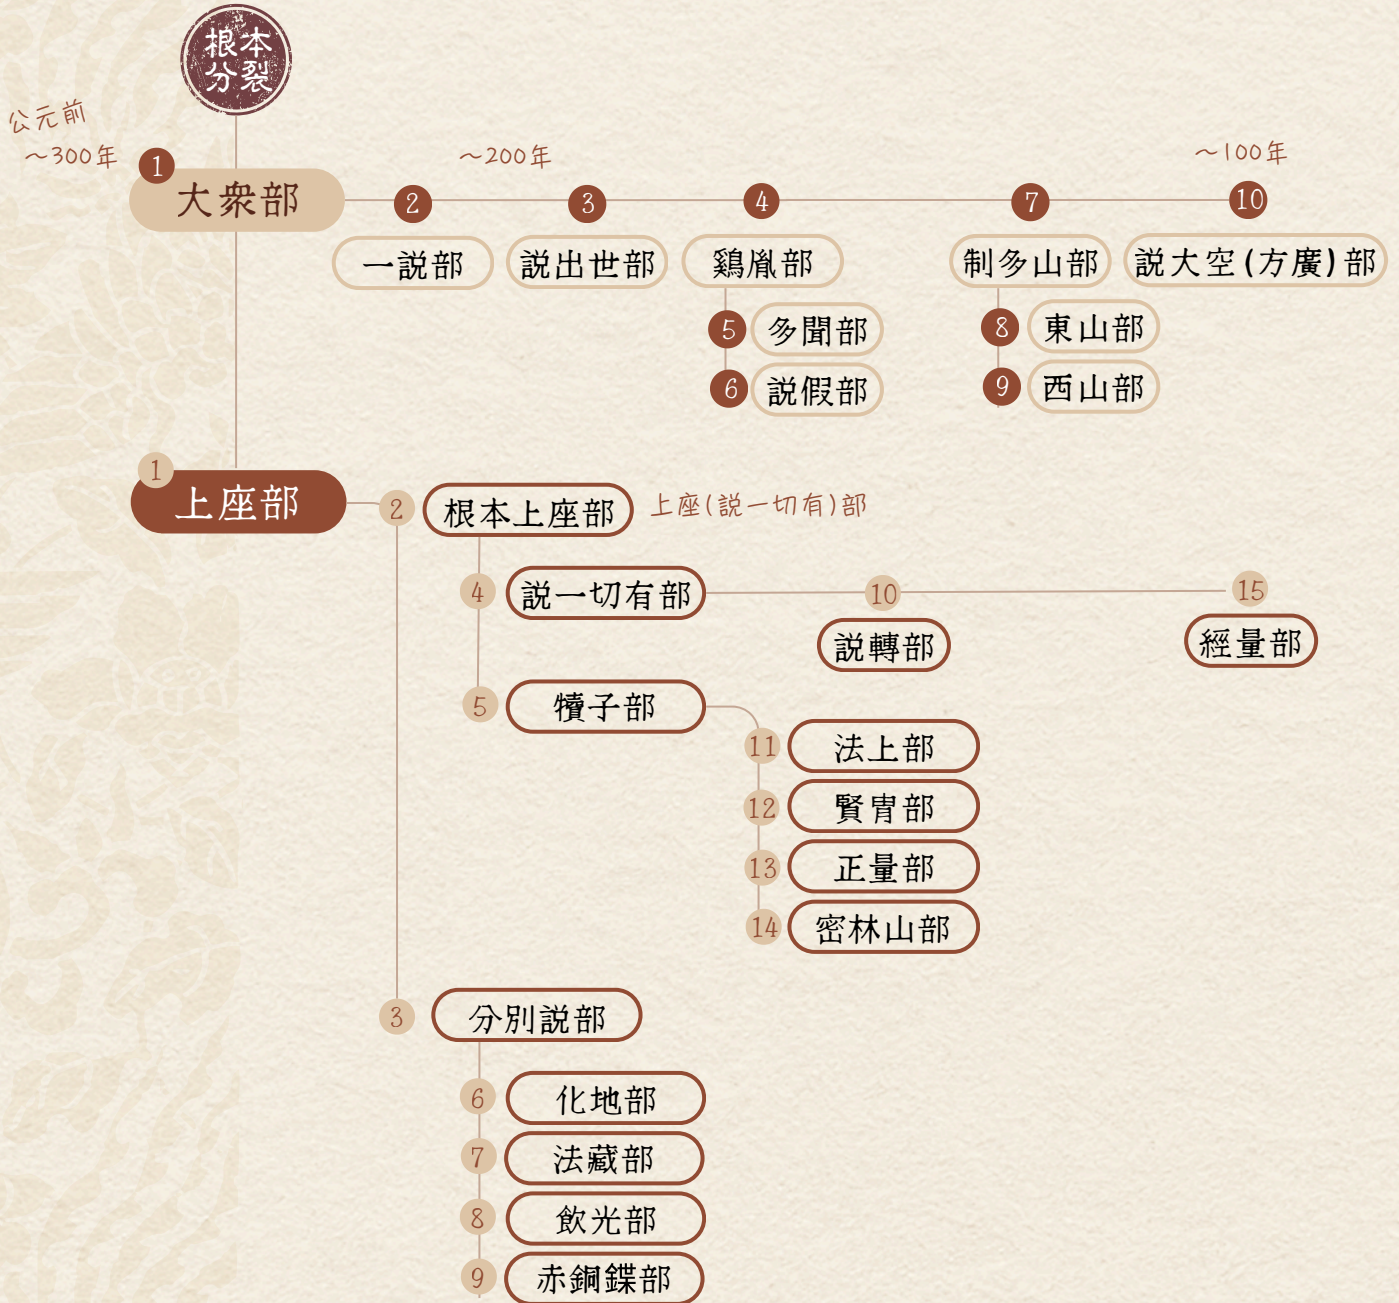 根本
分裂
公元前
～300年
～200年
～100年
1
大衆部
2
3
4
7
10
一説部
説出世部
鷄胤部
制多山部
説大空(方廣)部
5
多聞部
8
東山部
6
説假部
9
西山部
1
上座部
2
根本上座部
上座(説一切有)部
4
説一切有部
10
15
説轉部
經量部
5
犢子部
11
法上部
12
賢胄部
13
正量部
14
密林山部
3
分別説部
6
化地部
7
法藏部
8
飲光部
9
赤銅鍱部